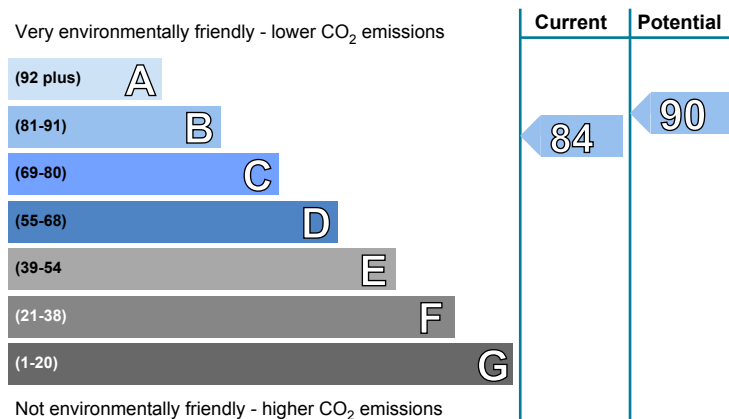 Very environmentally friendly - lower CO₂ emissions
Current
Potential
(92 plus) A
(81-91) B
(69-80) C
(55-68) D
(39-54 E
(21-38) F
(1-20) G
84
90
Not environmentally friendly - higher CO₂ emissions